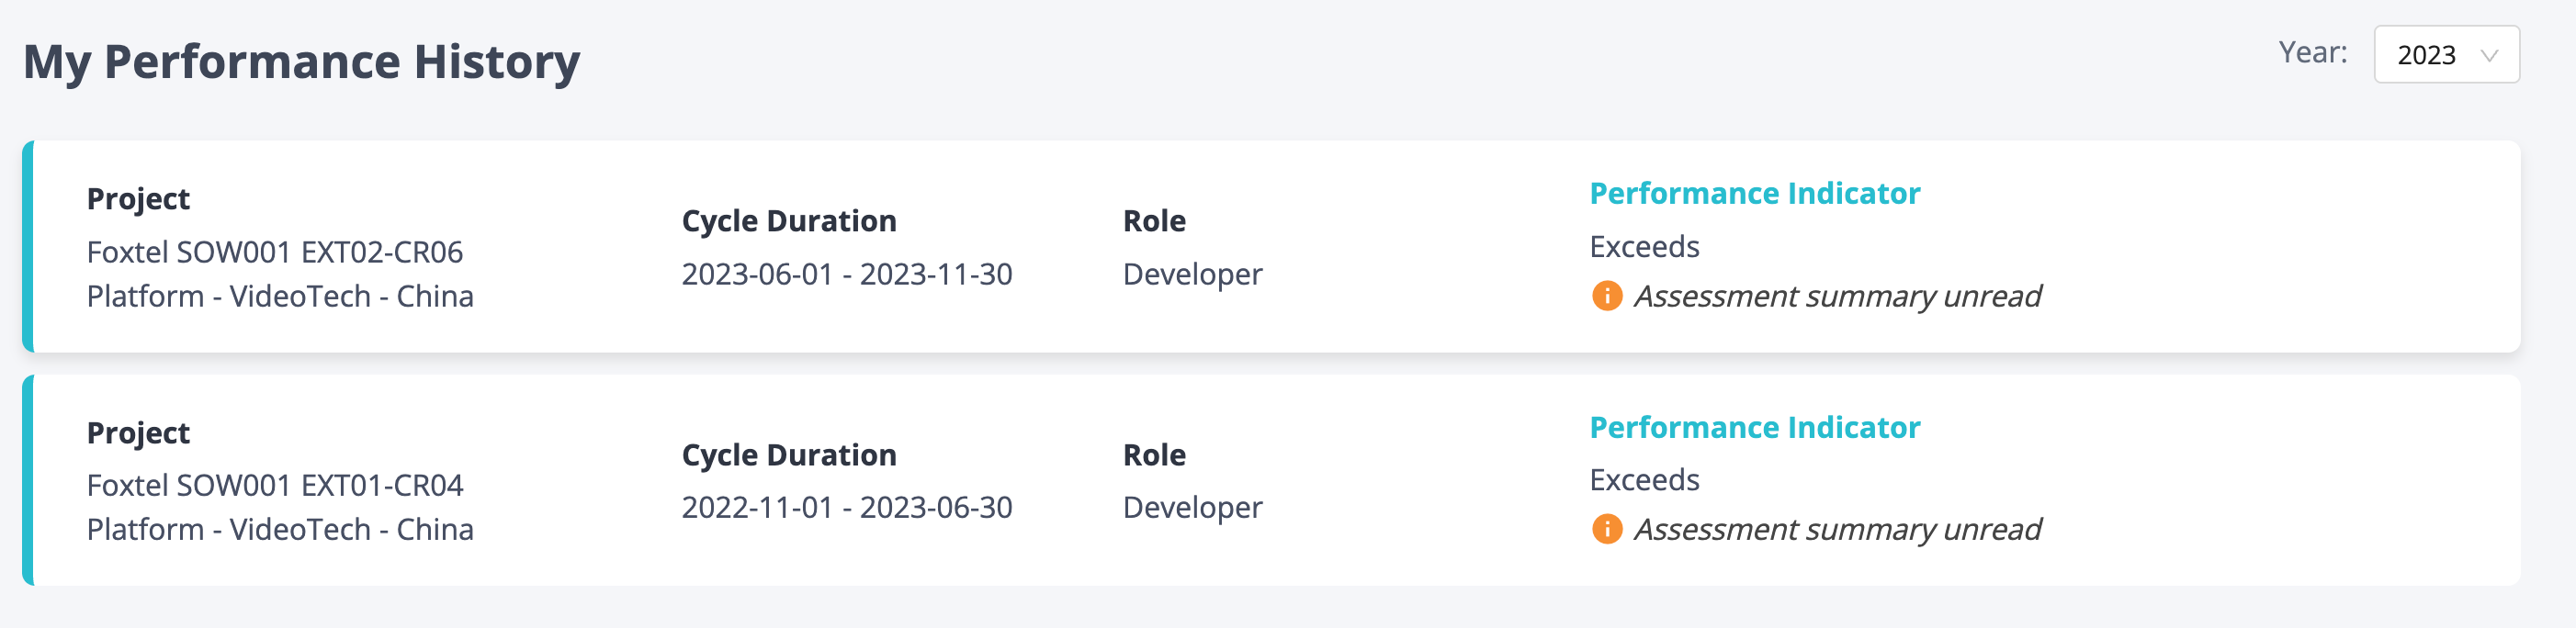 My Performance History
Year: 2023
Project
Foxtel SOW001 EXT02-CR06
Platform - VideoTech - China
Cycle Duration
2023-06-01 - 2023-11-30
Role
Developer
Performance Indicator
Exceeds
Assessment summary unread
Project
Foxtel SOW001 EXT01-CR04
Platform - VideoTech - China
Cycle Duration
2022-11-01 - 2023-06-30
Role
Developer
Performance Indicator
Exceeds
Assessment summary unread